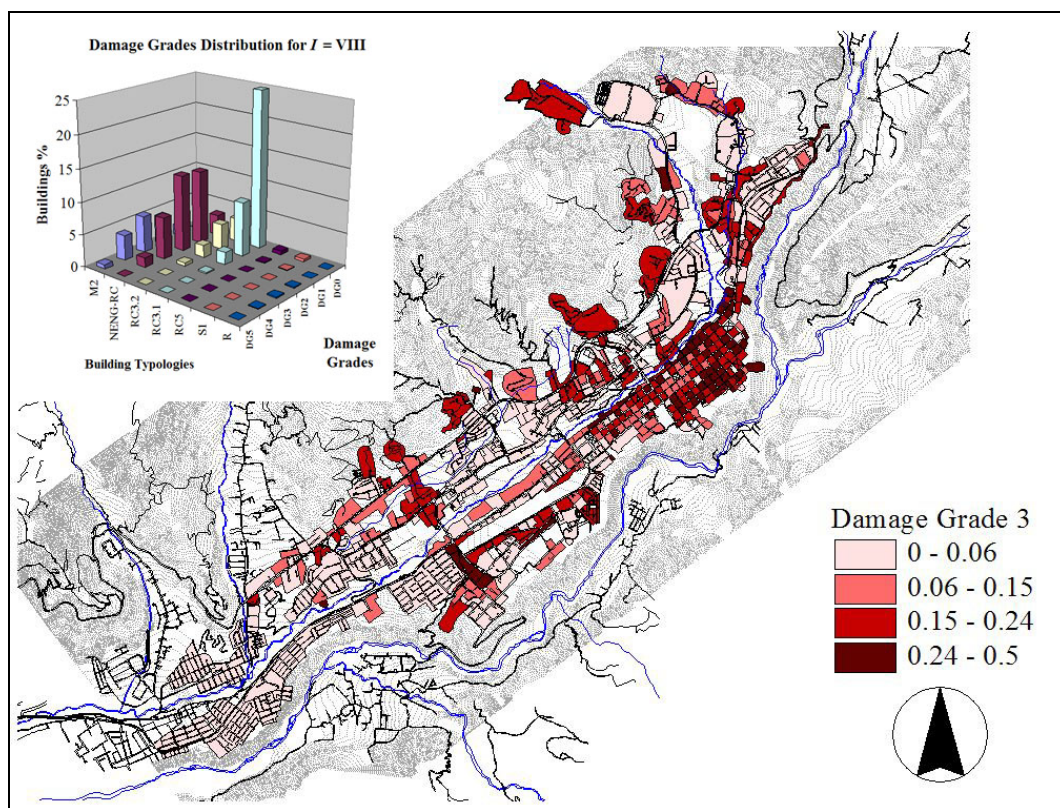 Damage Grades Distribution for I = VIII
Buildings %
25
20
15
10
5
0
M2
NENG-RC
RC3.2
RC3.1
RC5
S1
R
DG5
DG4
DG3
DG2
DG1
DG0
Building Typologies
Damage
Grades
Damage Grade 3
0 - 0.06
0.06 - 0.15
0.15 - 0.24
0.24 - 0.5